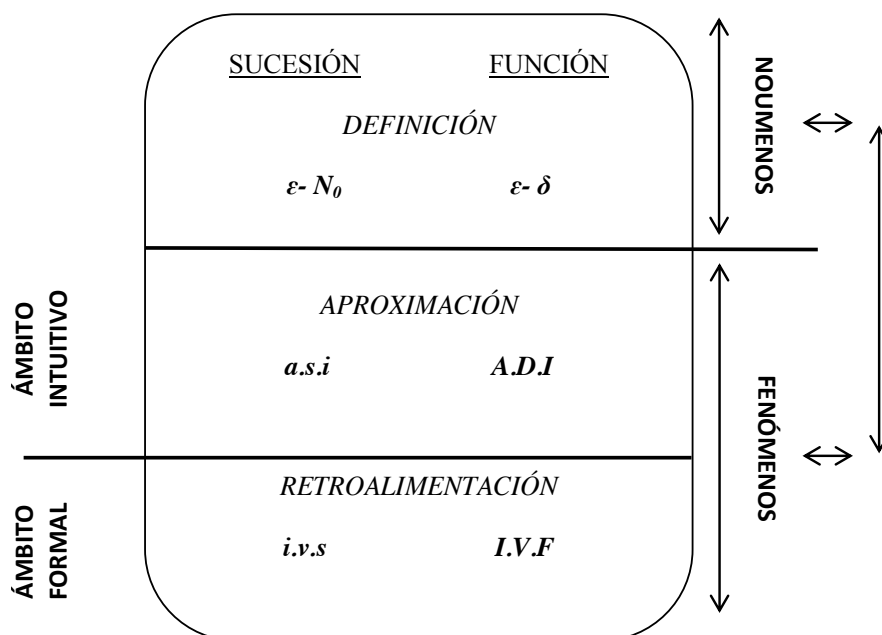 SUCESIÓN FUNCIÓN
DEFINICIÓN
ε- N₀ ε- δ
NOUMENOS
ÁMBITO
INTUITIVO
APROXIMACIÓN
a.s.i A.D.I
FENÓMENOS
ÁMBITO
FORMAL
RETROALIMENTACIÓN
i.v.s I.V.F